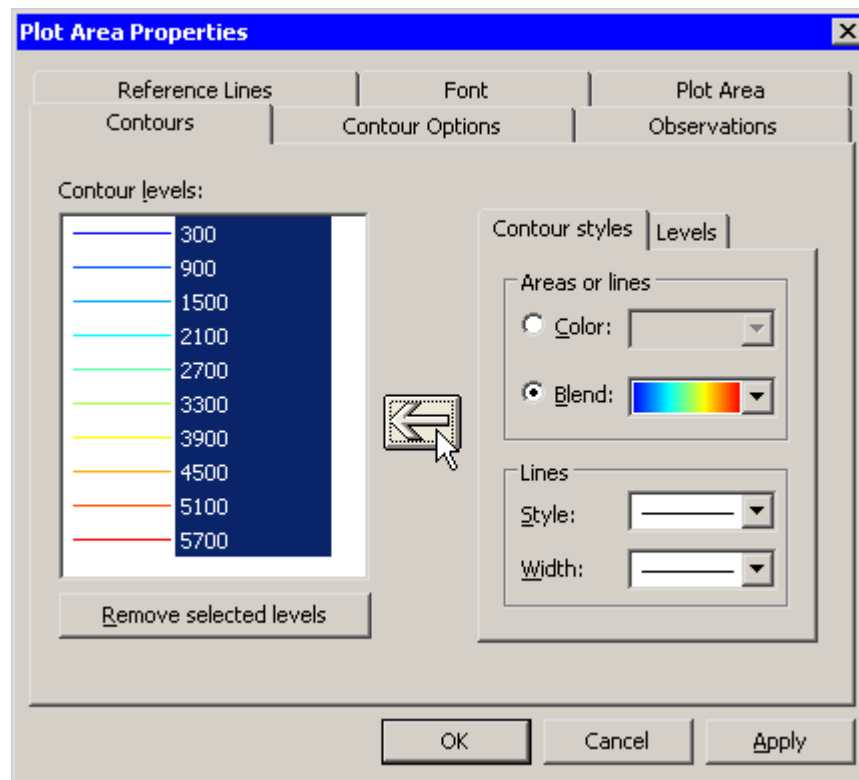 Plot Area Properties
Reference Lines Font Plot Area
Contours Contour Options Observations
Contour levels:
300
900
1500
2100
2700
3300
3900
4500
5100
5700
Remove selected levels
Contour styles Levels
Areas or lines
Color:
Blend:
Lines
Style:
Width:
OK Cancel Apply